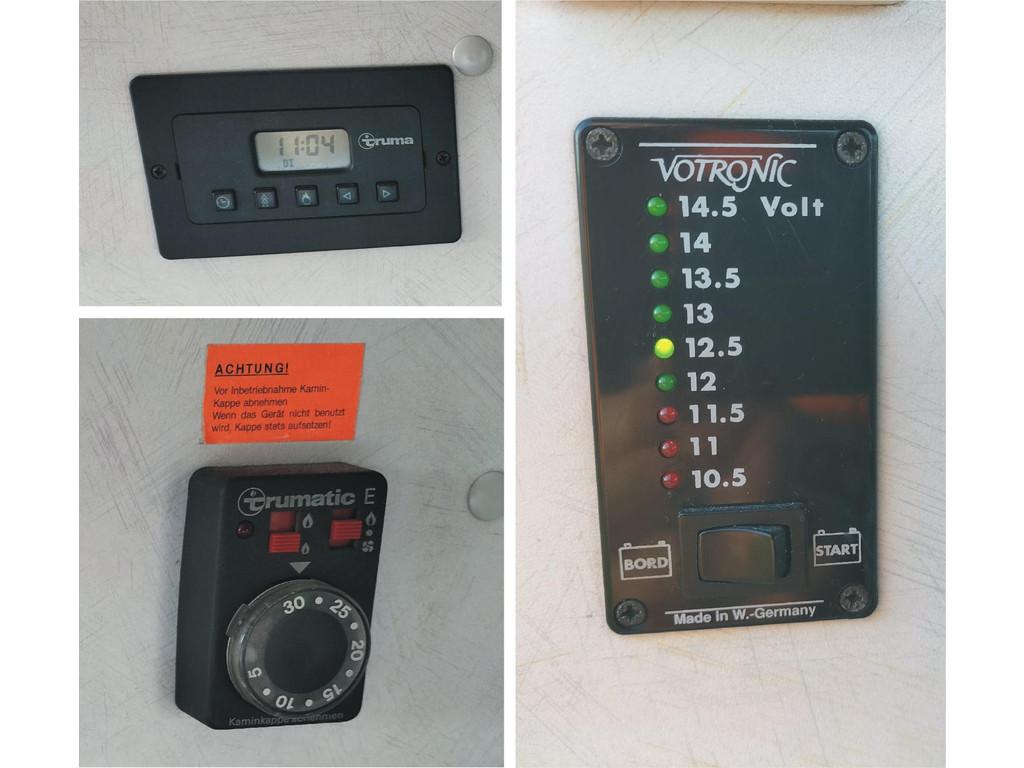 11:04
DI
truma
ACHTUNG!
Vor Inbetriebnahme Kamin-
Kappe abnehmen
Wenn das Gerät nicht benutzt
wird, Kappe stets aufsetzen!
trumatic E
30
25
20
15
10
5
Kaminkappe abnehmen
VOTRONIC
14.5 Volt
14
13.5
13
12.5
12
11.5
11
10.5
BORD
START
Made in W.-Germany